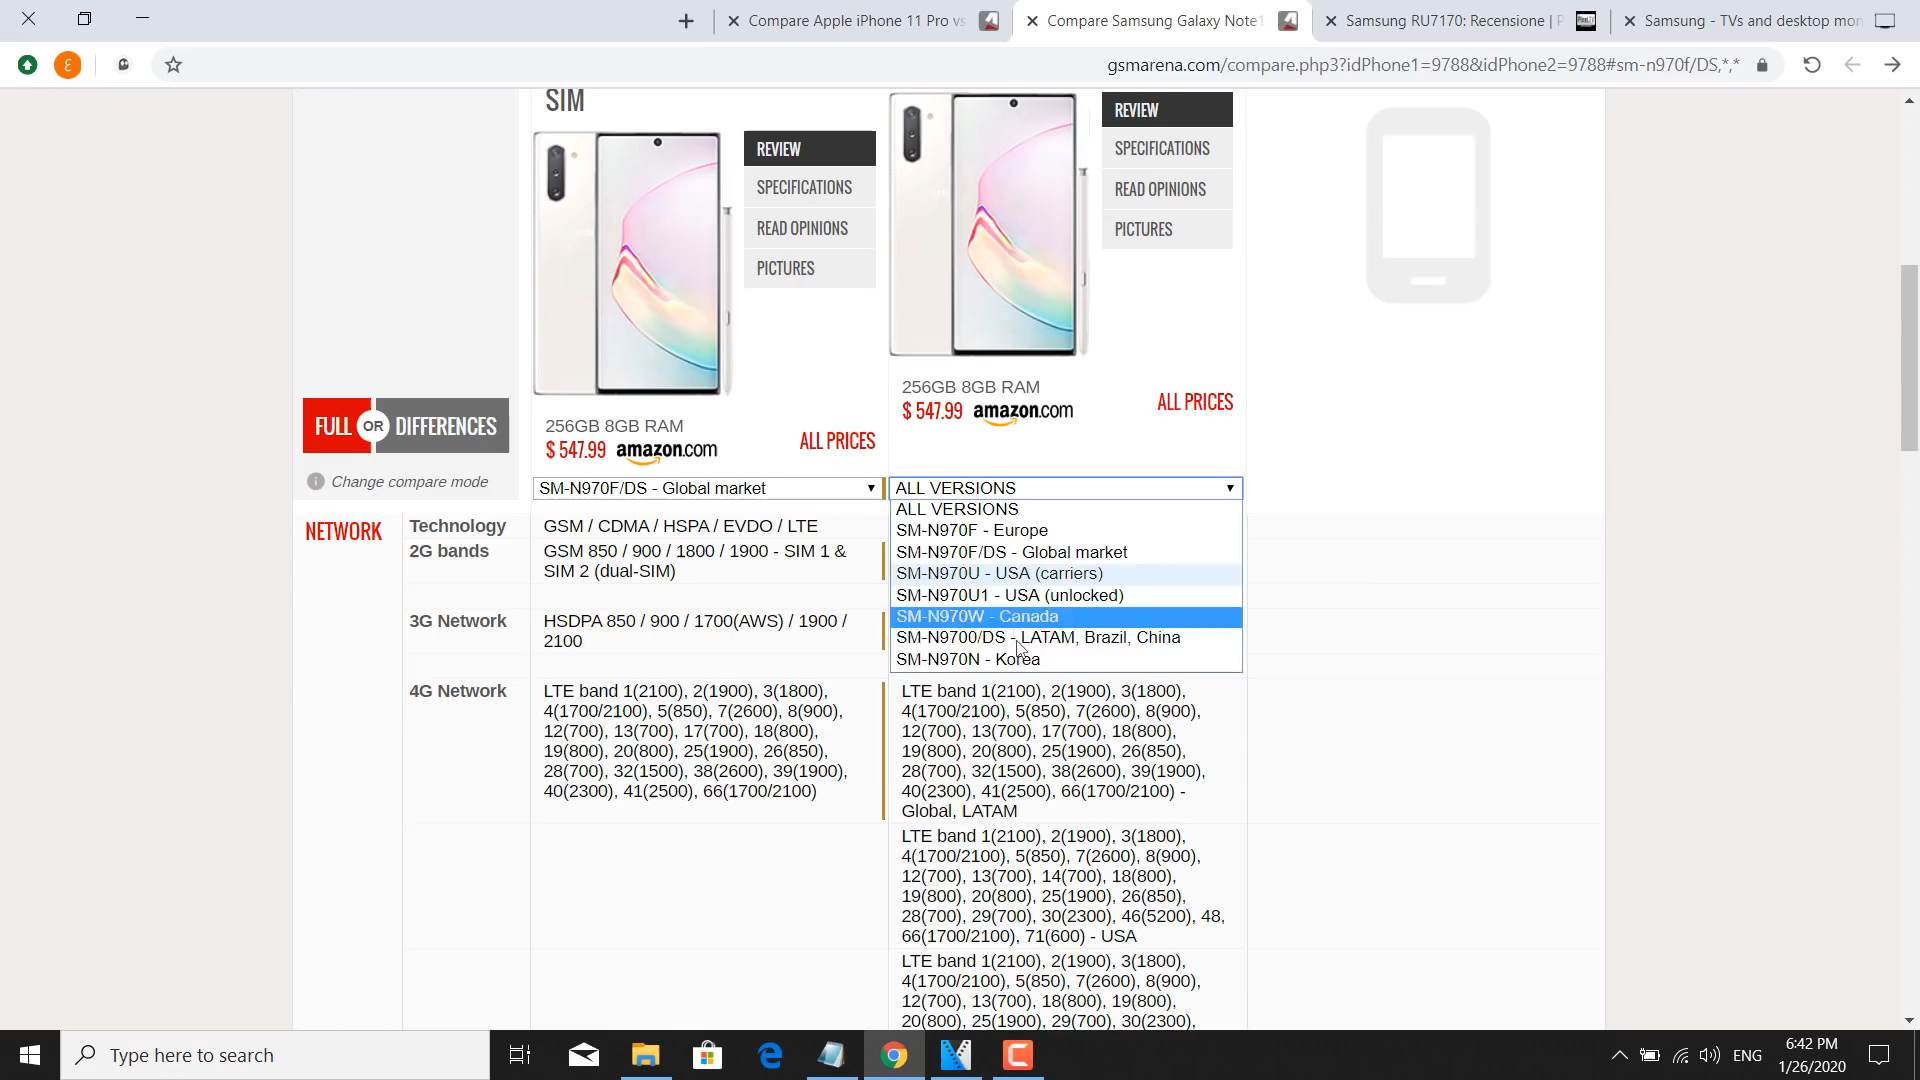 Compare Apple iPhone 11 Pro vs
Compare Samsung Galaxy Note1
Samsung RU7170: Recensione | P
Samsung - TVs and desktop mon
gsmarena.com/compare.php3?idPhone1=9788&idPhone2=9788#sm-n970f/DS,*,*
SIM
REVIEW
SPECIFICATIONS
READ OPINIONS
PICTURES
REVIEW
SPECIFICATIONS
READ OPINIONS
PICTURES
256GB 8GB RAM
$ 547.99 amazon.com
ALL PRICES
256GB 8GB RAM
$ 547.99 amazon.com
ALL PRICES
FULL OR DIFFERENCES
Change compare mode
SM-N970F/DS - Global market
ALL VERSIONS
ALL VERSIONS
SM-N970F - Europe
SM-N970F/DS - Global market
SM-N970U - USA (carriers)
SM-N970U1 - USA (unlocked)
SM-N970W - Canada
SM-N9700/DS - LATAM, Brazil, China
SM-N970N - Korea
NETWORK
Technology
GSM / CDMA / HSPA / EVDO / LTE
2G bands
GSM 850 / 900 / 1800 / 1900 - SIM 1 &
SIM 2 (dual-SIM)
3G Network
HSDPA 850 / 900 / 1700(AWS) / 1900 /
2100
4G Network
LTE band 1(2100), 2(1900), 3(1800),
4(1700/2100), 5(850), 7(2600), 8(900),
12(700), 13(700), 17(700), 18(800),
19(800), 20(800), 25(1900), 26(850),
28(700), 32(1500), 38(2600), 39(1900),
40(2300), 41(2500), 66(1700/2100)
LTE band 1(2100), 2(1900), 3(1800),
4(1700/2100), 5(850), 7(2600), 8(900),
12(700), 13(700), 17(700), 18(800),
19(800), 20(800), 25(1900), 26(850),
28(700), 32(1500), 38(2600), 39(1900),
40(2300), 41(2500), 66(1700/2100) -
Global, LATAM
LTE band 1(2100), 2(1900), 3(1800),
4(1700/2100), 5(850), 7(2600), 8(900),
12(700), 13(700), 14(700), 18(800),
19(800), 20(800), 25(1900), 26(850),
28(700), 29(700), 30(2300), 46(5200), 48,
66(1700/2100), 71(600) - USA
LTE band 1(2100), 2(1900), 3(1800),
4(1700/2100), 5(850), 7(2600), 8(900),
12(700), 13(700), 18(800), 19(800),
20(800), 25(1900), 29(700), 30(2300),
Type here to search
ENG
6:42 PM
1/26/2020